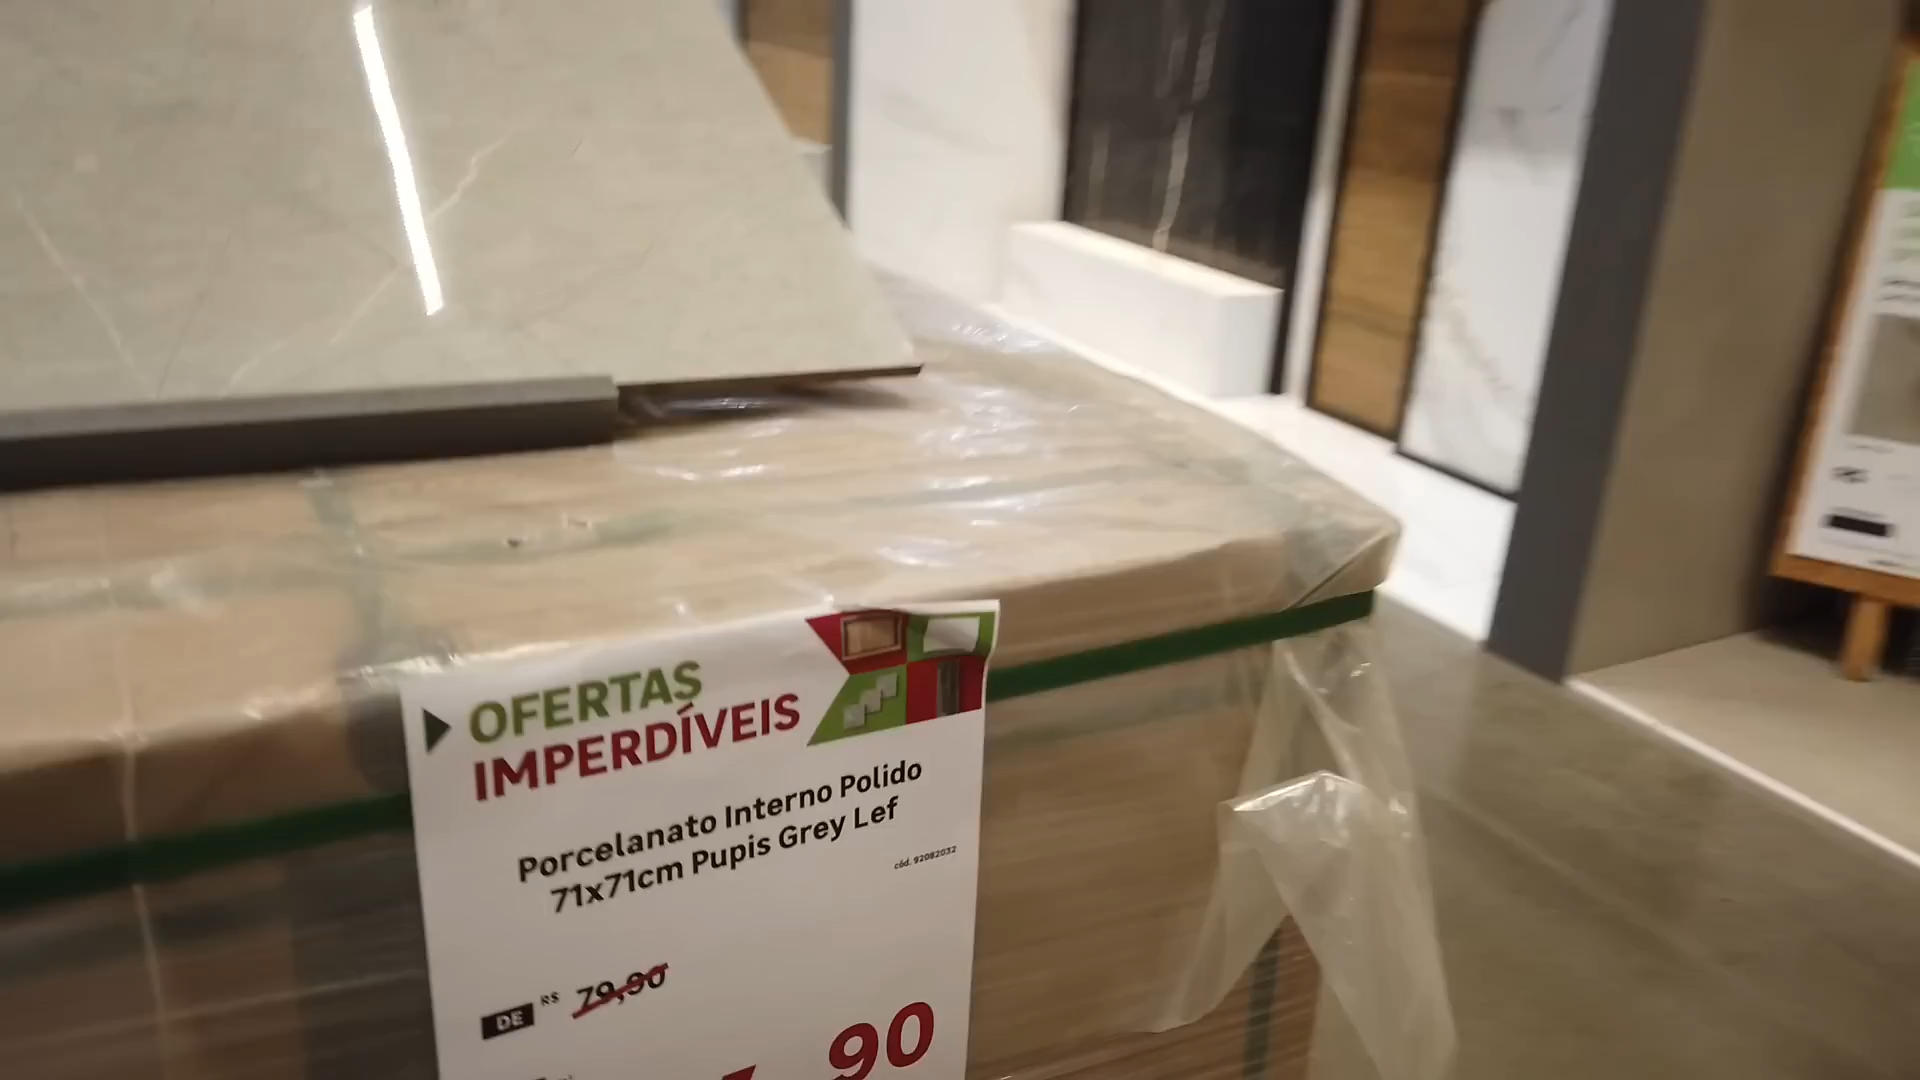 OFERTAS
IMPERDÍVEIS
Porcelanato Interno Polido
71x71cm Pupis Grey Lef
cód. 92082032
DE R$ 79,90
90